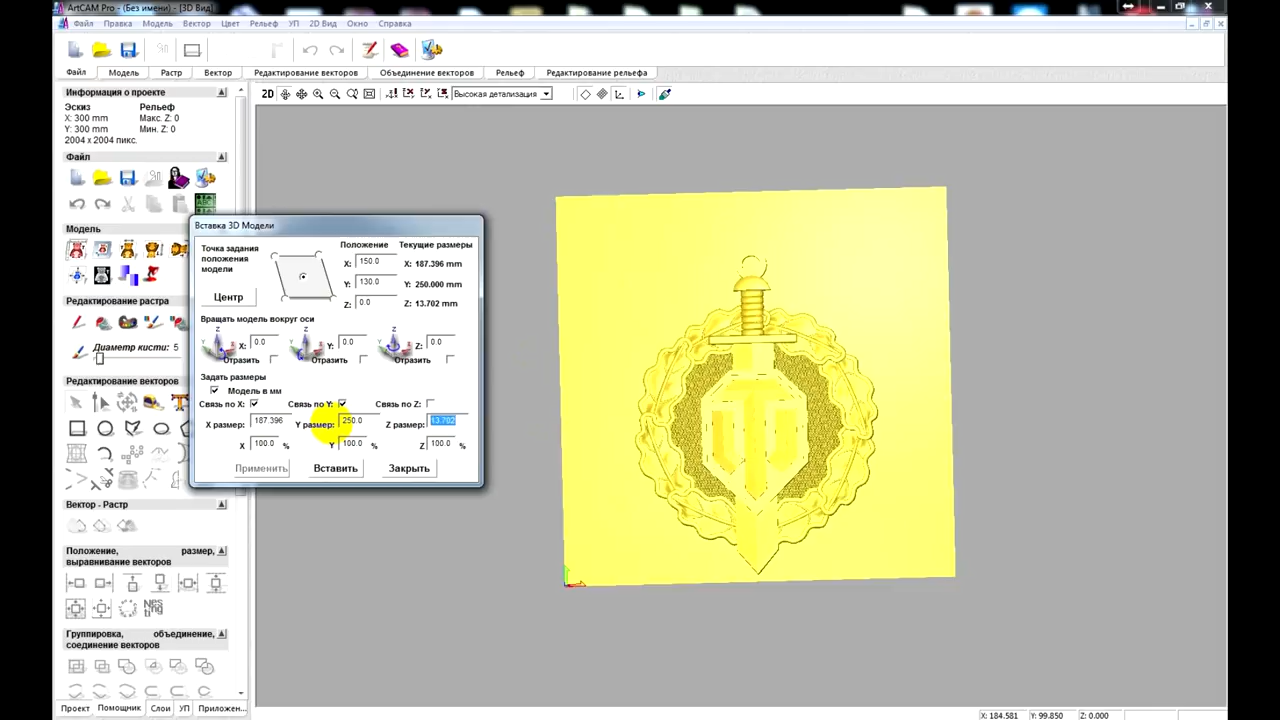 ArtCAM Pro - (Без имени) - [3D Вид]
Файл Правка Модель Вектор Цвет Рельеф УП 2D Вид Окно Справка
Файл Модель Растр Вектор Редактирование векторов Объединение векторов Рельеф Редактирование рельефа
2D Высокая детализация
Информация о проекте
Эскиз Рельеф
X: 300 mm Макс. Z: 0
Y: 300 mm Мин. Z: 0
2004 x 2004 пикс.
Файл
ABC
Модель
Редактирование растра
Диаметр кисти: 5
Редактирование векторов
Вектор - Растр
Положение, размер,
выравнивание векторов
Группировка, объединение,
соединение векторов
Проект Помощник Слои УП Приложен...
Вставка 3D Модели
Точка задания положения модели
Положение Текущие размеры
X: 150.0 X: 187.396 mm
Y: 130.0 Y: 250.000 mm
Z: 0.0 Z: 13.702 mm
Центр
Вращать модель вокруг оси
X: 0.0 Y: 0.0 Z: 0.0
Отразить Отразить Отразить
Задать размеры
Модель в мм
Связь по X: Связь по Y: Связь по Z:
X размер: 187.396 Y размер: 250.0 Z размер: 13.702
X 100.0 % Y 100.0 % Z 100.0 %
Применить Вставить Закрыть
X: 184.581 Y: 99.850 Z: 0.000